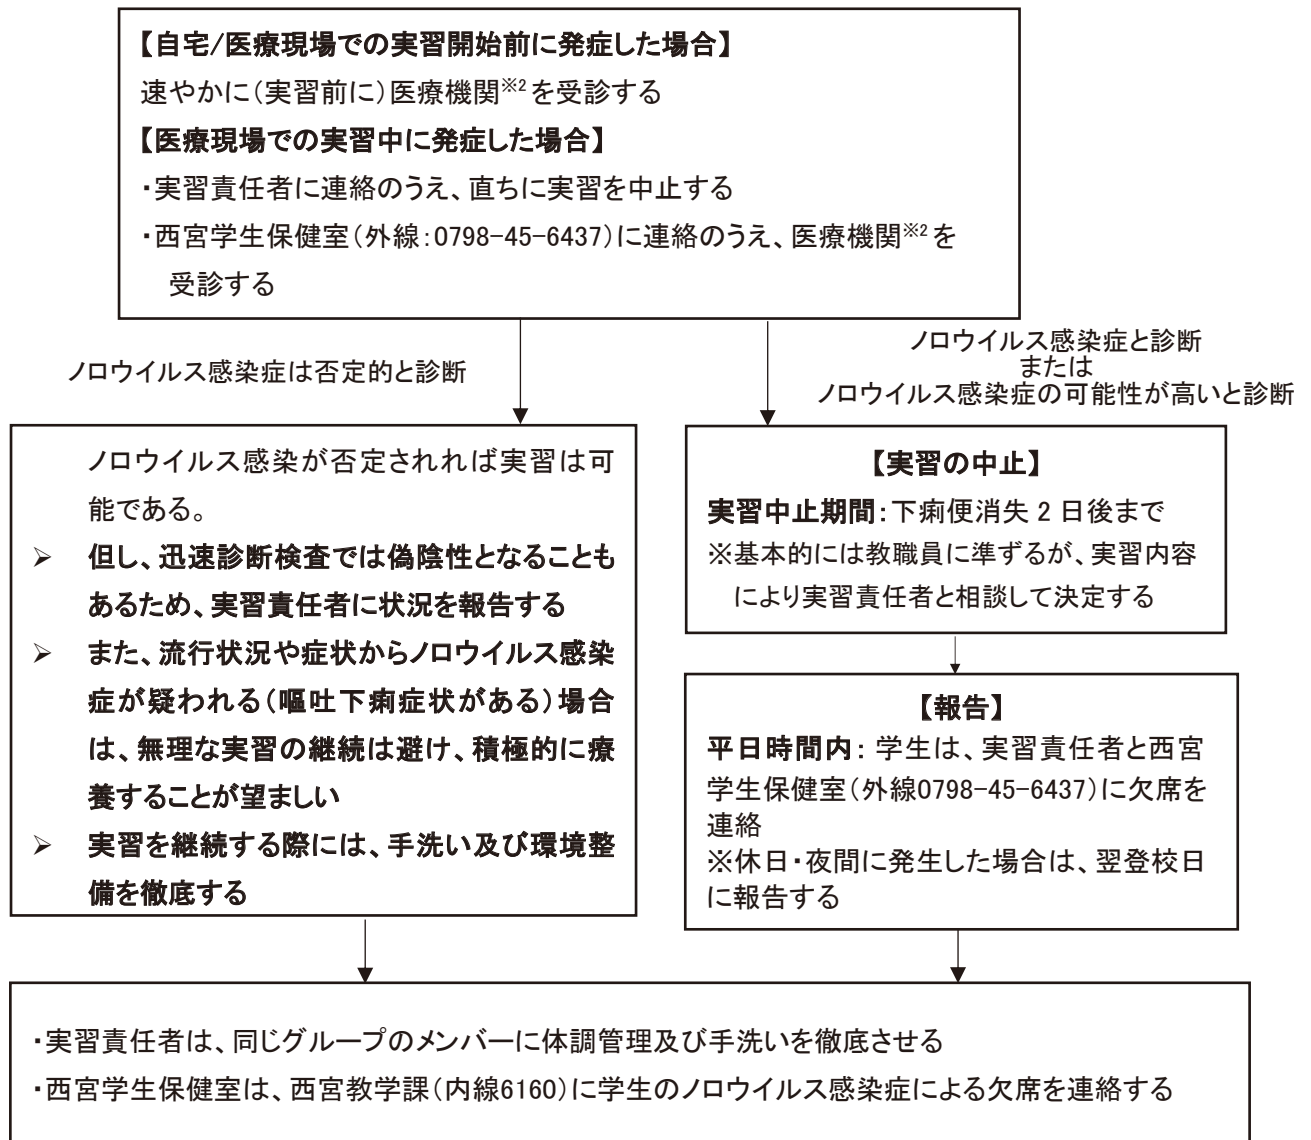 【自宅/医療現場での実習開始前に発症した場合】
速やかに(実習前に)医療機関※2を受診する
【医療現場での実習中に発症した場合】
・実習責任者に連絡のうえ、直ちに実習を中止する
・西宮学生保健室(外線:0798-45-6437)に連絡のうえ、医療機関※2を
受診する
ノロウイルス感染症は否定的と診断
ノロウイルス感染症と診断
または
ノロウイルス感染症の可能性が高いと診断
ノロウイルス感染が否定されれば実習は可
能である。
➢ 但し、迅速診断検査では偽陰性となることも
あるため、実習責任者に状況を報告する
➢ また、流行状況や症状からノロウイルス感染
症が疑われる(嘔吐下痢症状がある)場合
は、無理な実習の継続は避け、積極的に療
養することが望ましい
➢ 実習を継続する際には、手洗い及び環境整
備を徹底する
【実習の中止】
実習中止期間:下痢便消失 2 日後まで
※基本的には教職員に準ずるが、実習内容
により実習責任者と相談して決定する
【報告】
平日時間内: 学生は、実習責任者と西宮
学生保健室(外線0798-45-6437)に欠席を
連絡
※休日・夜間に発生した場合は、翌登校日
に報告する
・実習責任者は、同じグループのメンバーに体調管理及び手洗いを徹底させる
・西宮学生保健室は、西宮教学課(内線6160)に学生のノロウイルス感染症による欠席を連絡する